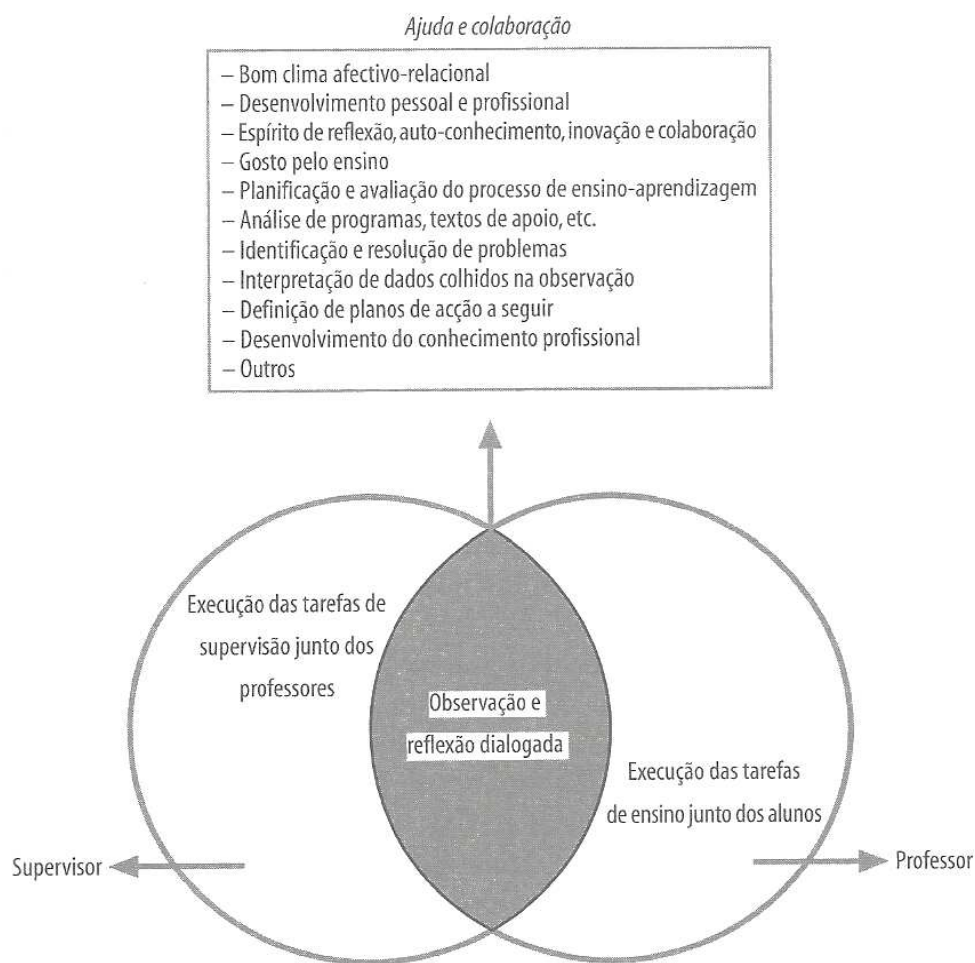 Ajuda e colaboração
– Bom clima afectivo-relacional
– Desenvolvimento pessoal e profissional
– Espírito de reflexão, auto-conhecimento, inovação e colaboração
– Gosto pelo ensino
– Planificação e avaliação do processo de ensino-aprendizagem
– Análise de programas, textos de apoio, etc.
– Identificação e resolução de problemas
– Interpretação de dados colhidos na observação
– Definição de planos de acção a seguir
– Desenvolvimento do conhecimento profissional
– Outros
Execução das tarefas de
supervisão junto dos
professores
Observação e
reflexão dialogada
Execução das tarefas
de ensino junto dos alunos
Supervisor
Professor